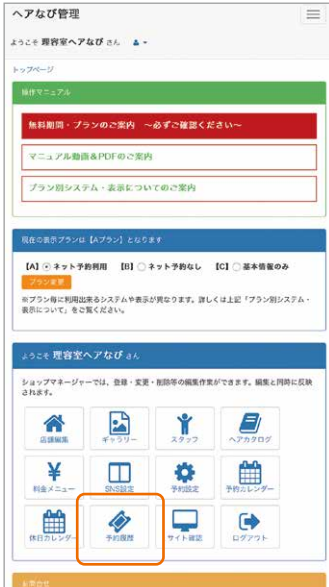 ヘアなび管理
ようこそ 理容室ヘアなび さん
トップページ
操作マニュアル
無料期間・プランのご案内 ～必ずご確認ください～
マニュアル動画&PDFのご案内
プラン別システム・表示についてのご案内
現在の表示プランは【Aプラン】となります
【A】 ネット予約利用 【B】 ネット予約なし 【C】 基本情報のみ
プラン変更
※プラン毎に利用出来るシステムや表示が異なります。詳しくは上記「プラン別システム・
表示について」をご覧ください。
ようこそ 理容室ヘアなび さん
ショップマネージャーでは、登録・変更・削除等の編集作業ができます。編集と同時に反映
されます。
店舗編集 ギャラリー スタッフ ヘアカタログ
料金メニュー SNS設定 予約設定 予約カレンダー
休日カレンダー 予約履歴 サイト確認 ログアウト
お問合せ